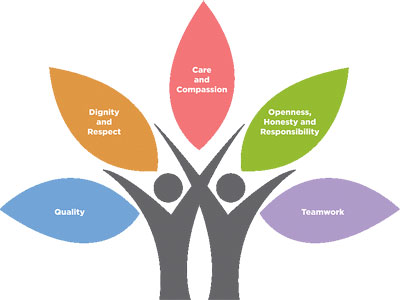 Care
and
Compassion
Dignity
and
Respect
Openness,
Honesty and
Responsibility
Quality
Teamwork